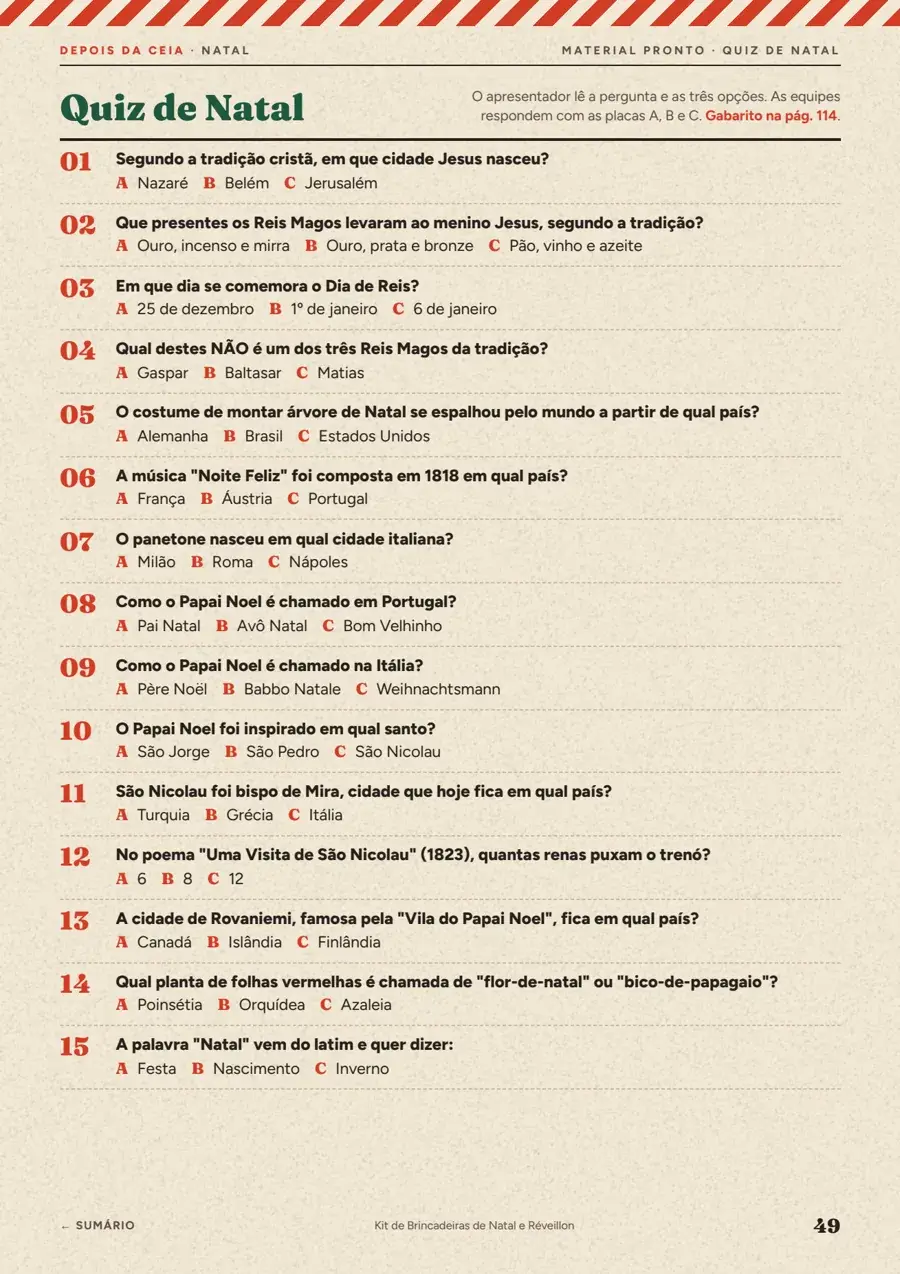 DEPOIS DA CEIA · NATAL
MATERIAL PRONTO · QUIZ DE NATAL
Quiz de Natal
O apresentador lê a pergunta e as três opções. As equipes
respondem com as placas A, B e C. Gabarito na pág. 114.
01 Segundo a tradição cristã, em que cidade Jesus nasceu?
A Nazaré B Belém C Jerusalém
02 Que presentes os Reis Magos levaram ao menino Jesus, segundo a tradição?
A Ouro, incenso e mirra B Ouro, prata e bronze C Pão, vinho e azeite
03 Em que dia se comemora o Dia de Reis?
A 25 de dezembro B 1º de janeiro C 6 de janeiro
04 Qual destes NÃO é um dos três Reis Magos da tradição?
A Gaspar B Baltasar C Matias
05 O costume de montar árvore de Natal se espalhou pelo mundo a partir de qual país?
A Alemanha B Brasil C Estados Unidos
06 A música "Noite Feliz" foi composta em 1818 em qual país?
A França B Áustria C Portugal
07 O panetone nasceu em qual cidade italiana?
A Milão B Roma C Nápoles
08 Como o Papai Noel é chamado em Portugal?
A Pai Natal B Avô Natal C Bom Velhinho
09 Como o Papai Noel é chamado na Itália?
A Père Noël B Babbo Natale C Weihnachtsmann
10 O Papai Noel foi inspirado em qual santo?
A São Jorge B São Pedro C São Nicolau
11 São Nicolau foi bispo de Mira, cidade que hoje fica em qual país?
A Turquia B Grécia C Itália
12 No poema "Uma Visita de São Nicolau" (1823), quantas renas puxam o trenó?
A 6 B 8 C 12
13 A cidade de Rovaniemi, famosa pela "Vila do Papai Noel", fica em qual país?
A Canadá B Islândia C Finlândia
14 Qual planta de folhas vermelhas é chamada de "flor-de-natal" ou "bico-de-papagaio"?
A Poinsétia B Orquídea C Azaleia
15 A palavra "Natal" vem do latim e quer dizer:
A Festa B Nascimento C Inverno
← SUMÁRIO
Kit de Brincadeiras de Natal e Réveillon
49